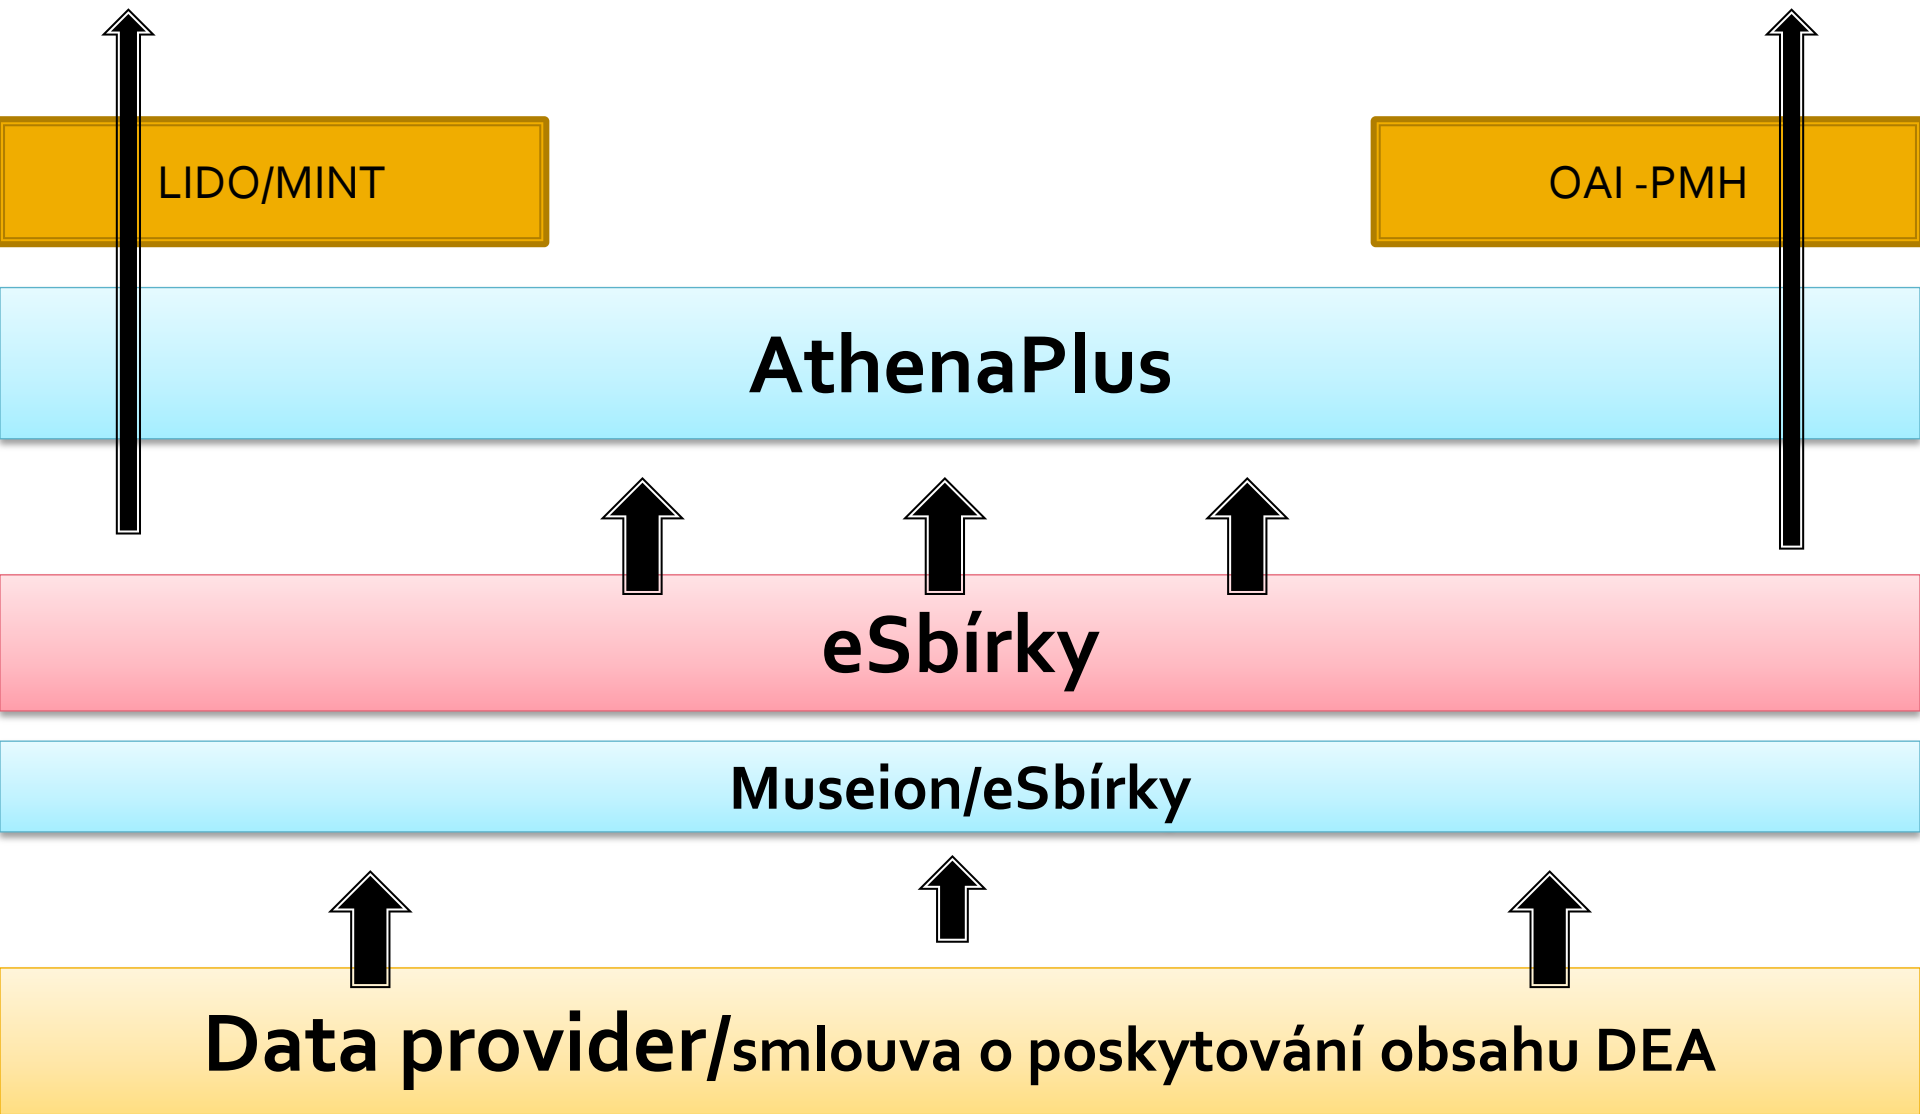 LIDO/MINT
OAI -PMH
AthenaPlus
eSbírky
Museion/eSbírky
Data provider/smlouva o poskytování obsahu DEA